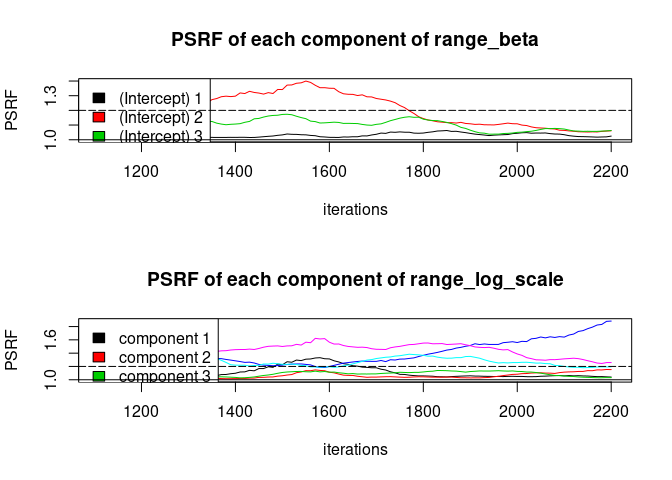 PSRF of each component of range_beta
PSRF
1.0 1.3
(Intercept) 1
(Intercept) 2
(Intercept) 3
1200 1400 1600 1800 2000 2200
iterations
PSRF of each component of range_log_scale
PSRF
1.0 1.6
component 1
component 2
component 3
1200 1400 1600 1800 2000 2200
iterations